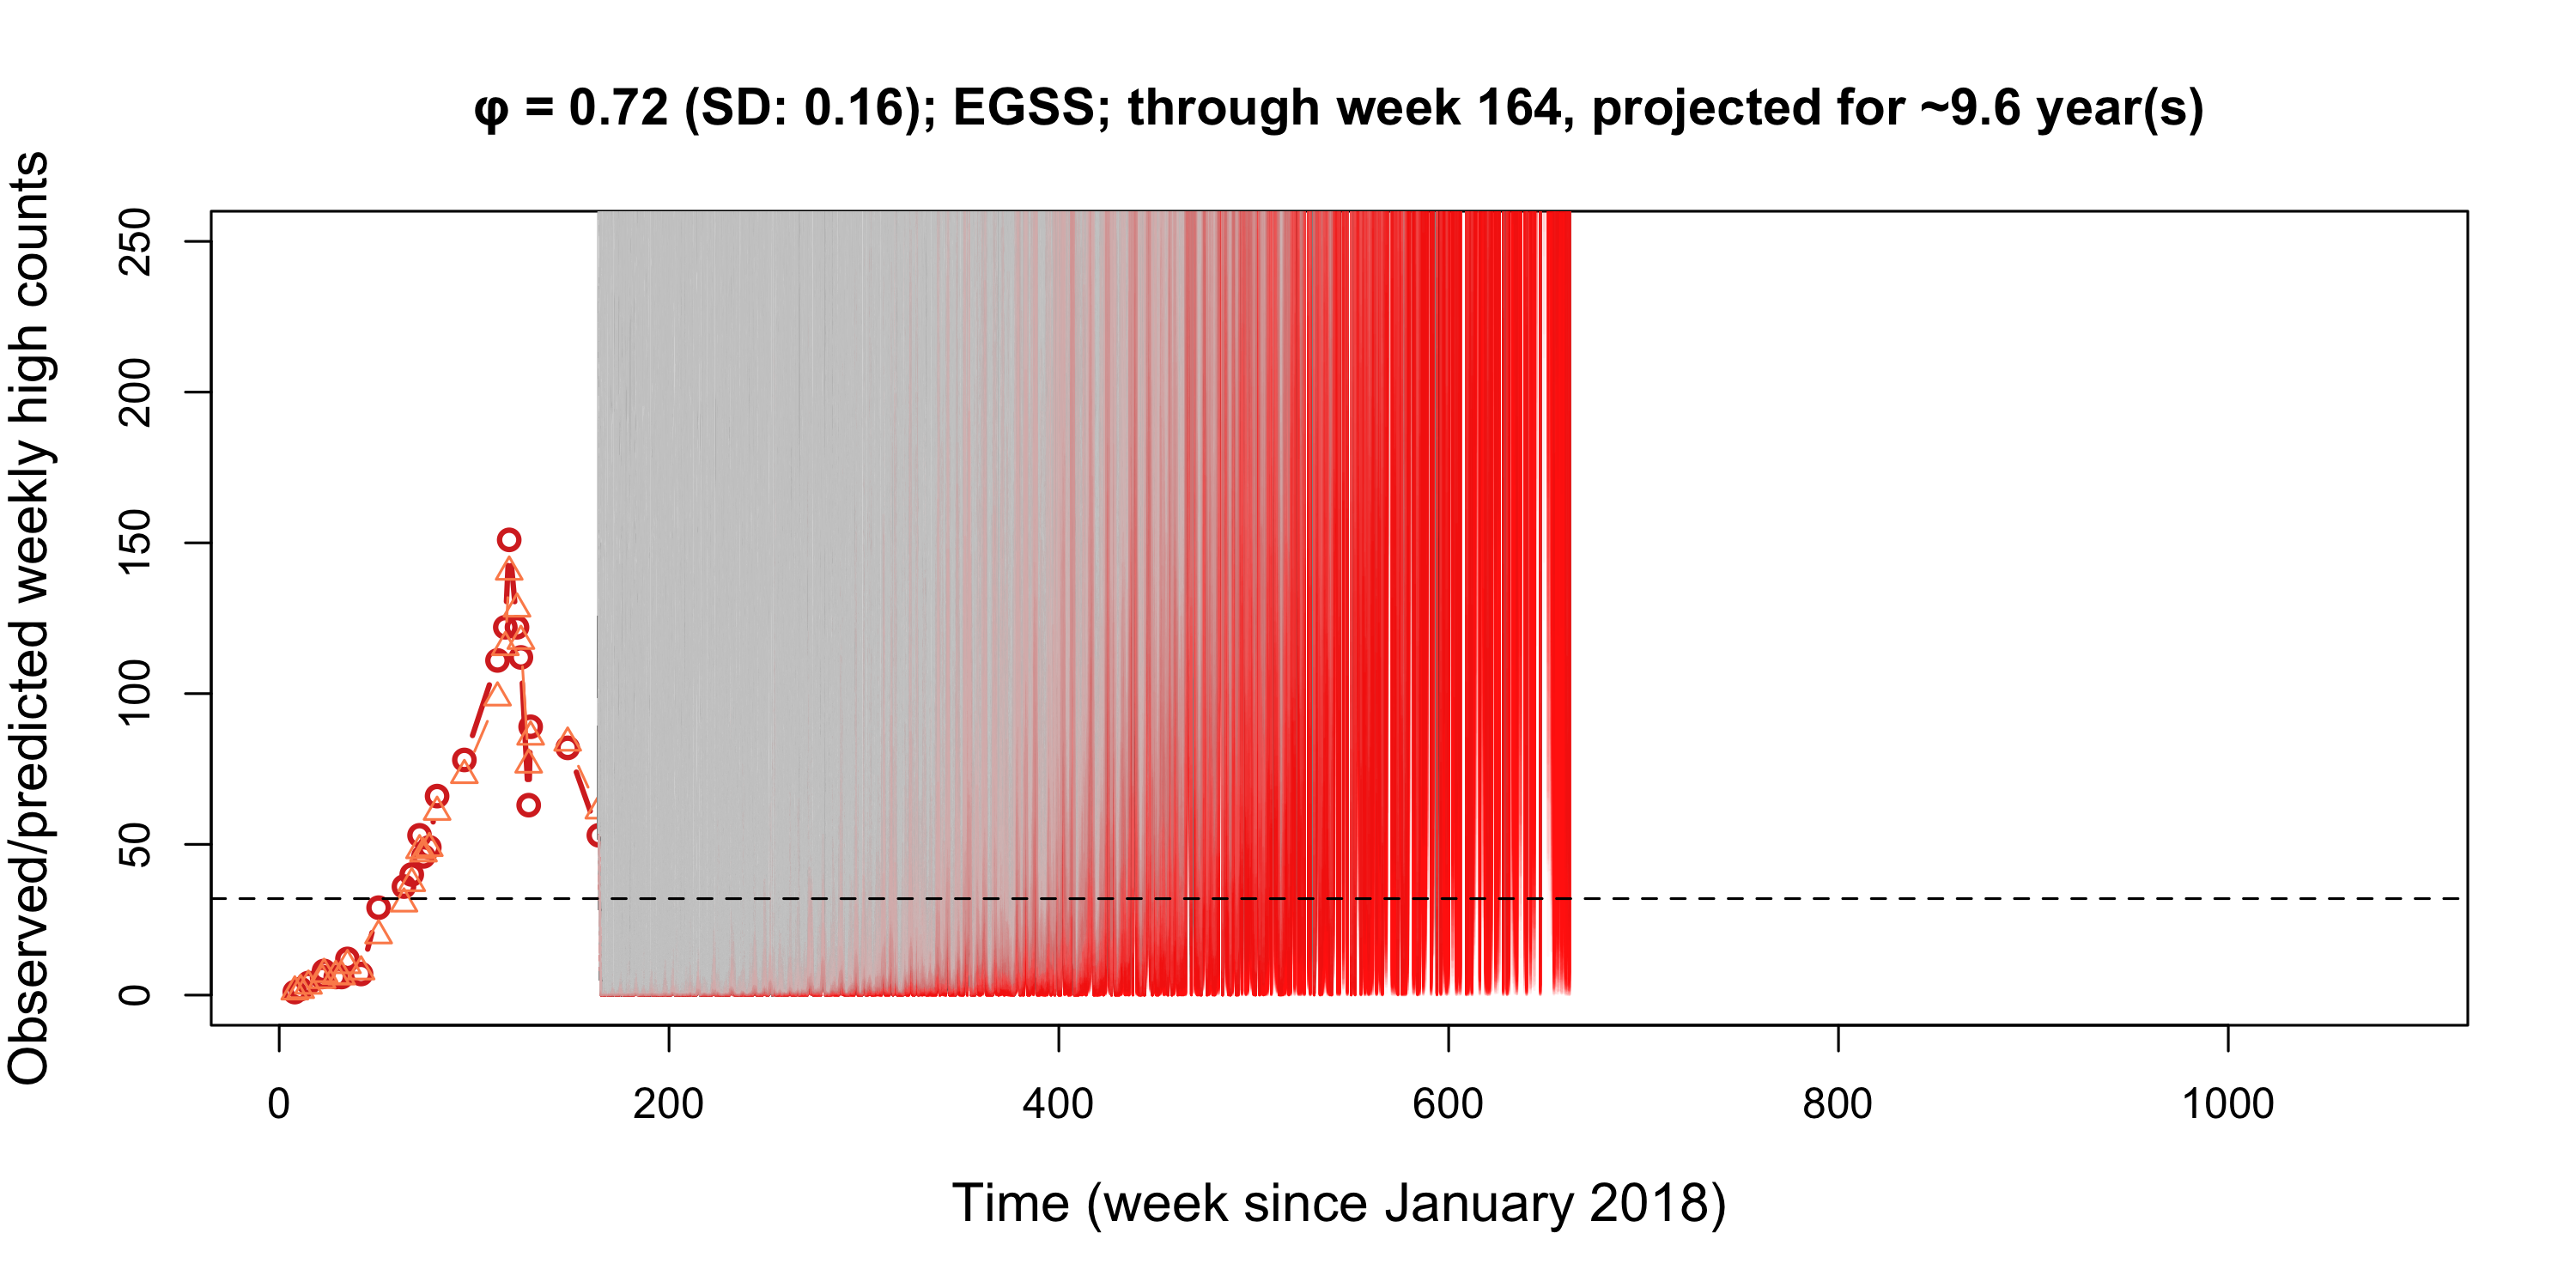 φ = 0.72 (SD: 0.16); EGSS; through week 164, projected for ~9.6 year(s)
Observed/predicted weekly high counts
250
200
150
100
50
0
0 200 400 600 800 1000
Time (week since January 2018)